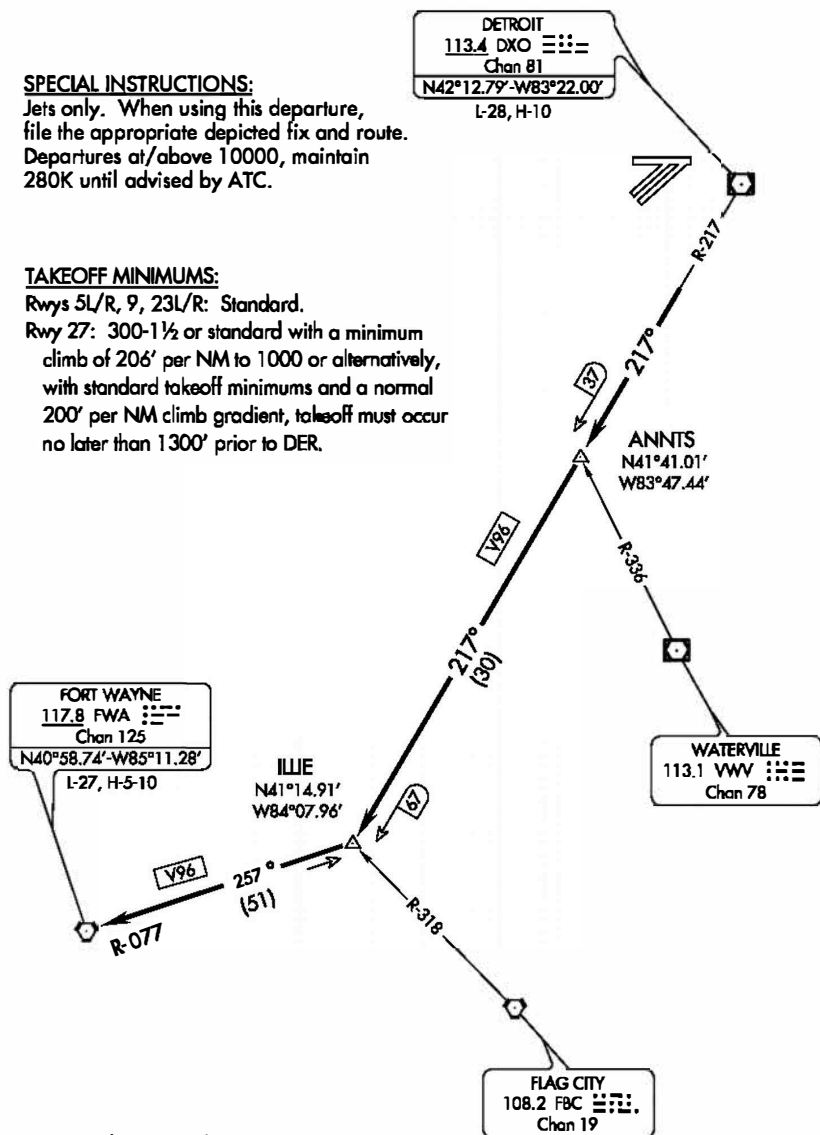 DETROIT
113.4 DXO
Chan 81
N42°12.79'-W83°22.00'
L-28, H-10
SPECIAL INSTRUCTIONS:
Jets only. When using this departure,
file the appropriate depicted fix and route.
Departures at/above 10000, maintain
280K until advised by ATC.
TAKEOFF MINIMUMS:
Rwys 5L/R, 9, 23L/R: Standard.
Rwy 27: 300-1½ or standard with a minimum
climb of 206' per NM to 1000 or alternatively,
with standard takeoff minimums and a normal
200' per NM climb gradient, takeoff must occur
no later than 1300' prior to DER.
R-217
217°
37
ANNTS
N41°41.01'
W83°47.44'
V96
R-336
217°
(30)
FORT WAYNE
117.8 FWA
Chan 125
N40°58.74'-W85°11.28'
L-27, H-5-10
WATERVILLE
113.1 VWV
Chan 78
ILLIE
N41°14.91'
W84°07.96'
67
V96
257°
(51)
R-077
R-318
FLAG CITY
108.2 FBC
Chan 19